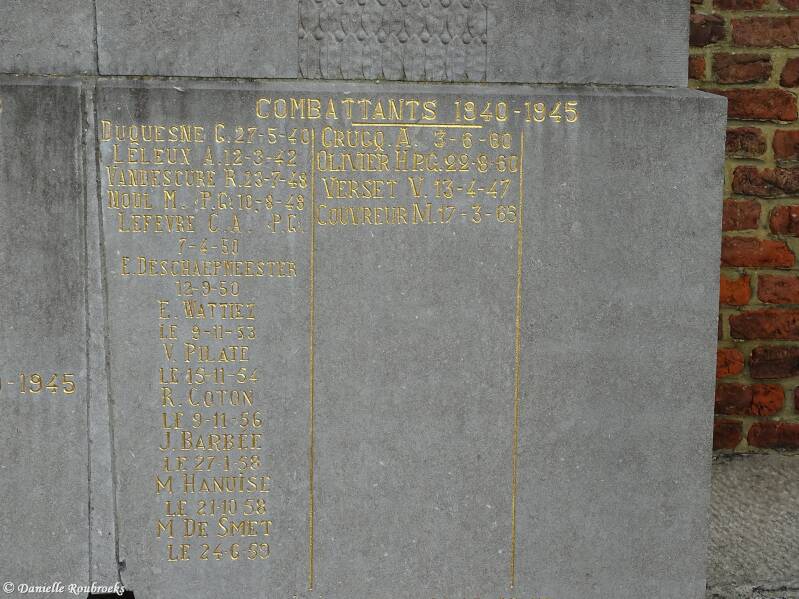 COMBATTANTS 1940-1945
DUQUESNE G. 27-5-40
LELEUX A. 12-3-42
VANDESCURE R. 23-7-48
MOUL M. .P.G. 10-8-48
LEFEVRE C.A. .P.G.
7-4-50
E. DESCHAEPMEESTER
12-9-50
E. WATTIEZ
LE 9-11-53
V. PILATE
LE 15-11-54
R. COTON
LE 9-11-56
J. BARBÉE
LE 27-1-58
M HANUISE
LE 21-10-58
M DE SMET
LE 24-6-59
CRUCQ. A. 3-6-60
OLIVIER H.P.G. 22-8-60
VERSET V. 13-4-47
COUVREUR M. 17-3-65
-1945
© Danielle Roubroeks